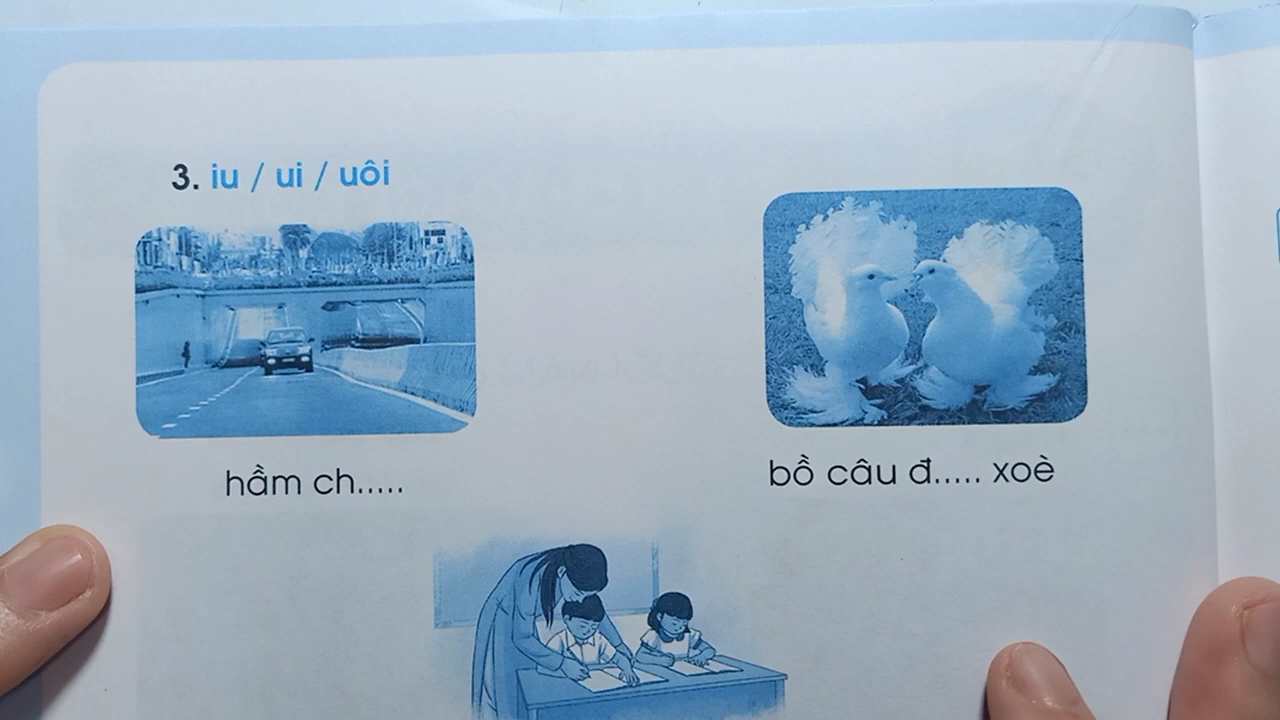 3. iu / ui / uôi
hầm ch.....
bồ câu đ..... xoè